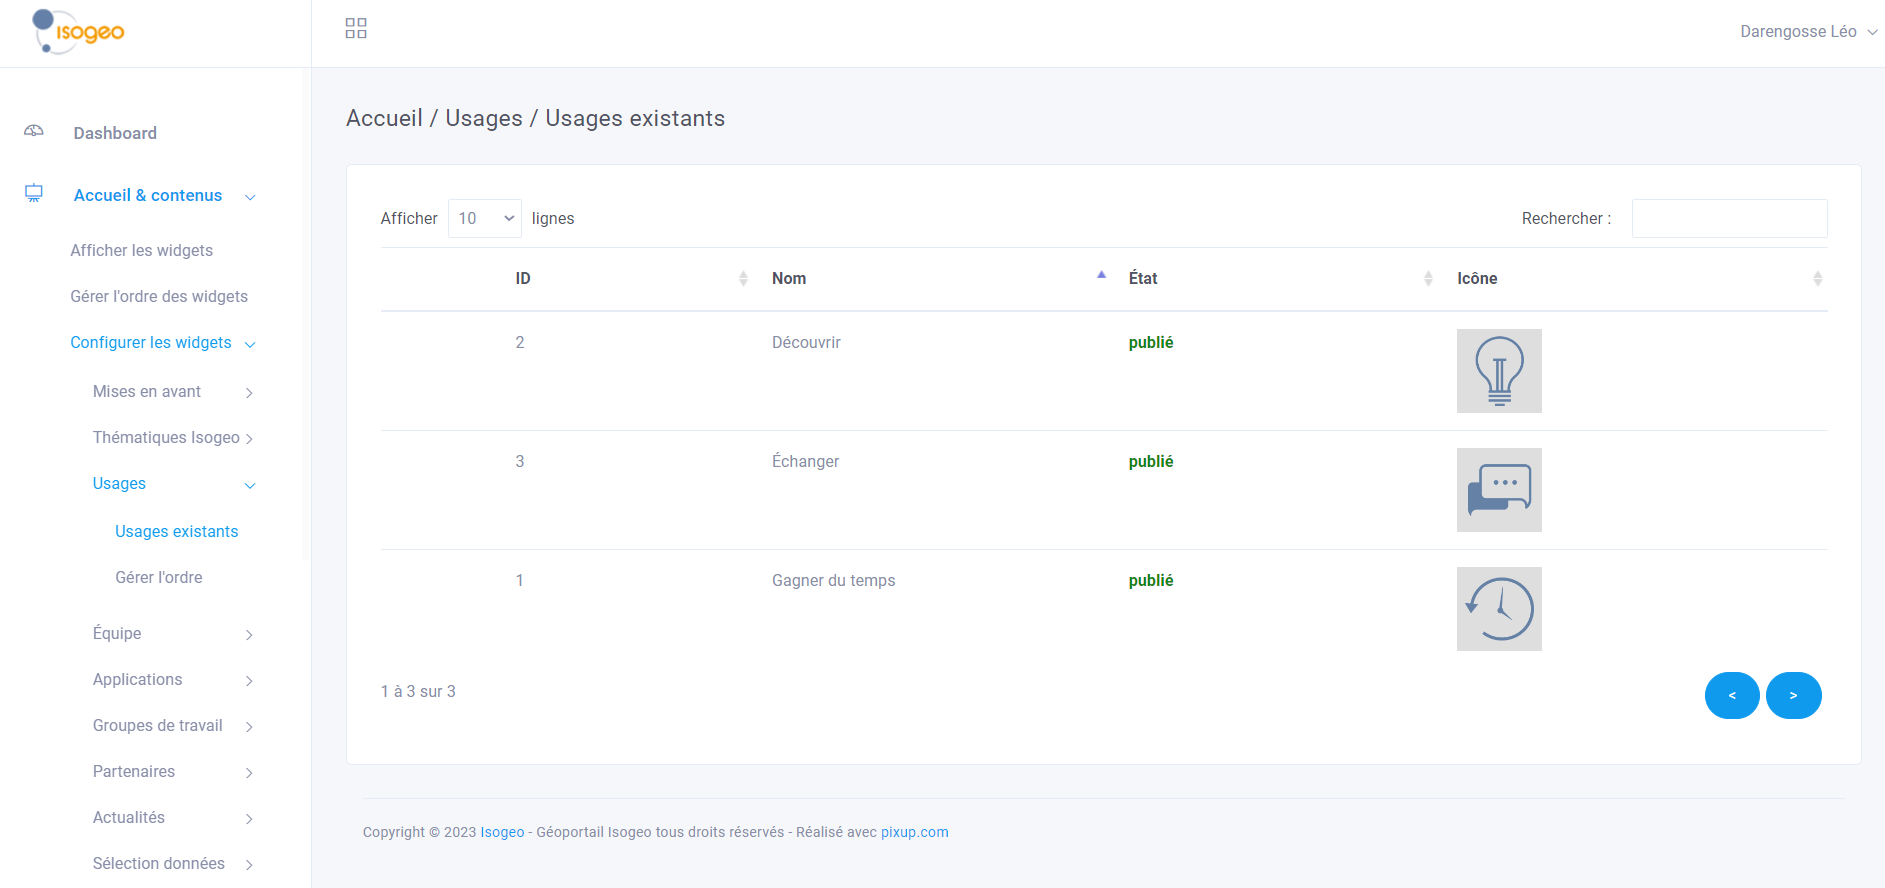 isogeo
Darengosse Léo
Dashboard
Accueil & contenus
Afficher les widgets
Gérer l'ordre des widgets
Configurer les widgets
Mises en avant
Thématiques Isogeo
Usages
Usages existants
Gérer l'ordre
Équipe
Applications
Groupes de travail
Partenaires
Actualités
Sélection données
Accueil / Usages / Usages existants
Afficher 10 lignes
Rechercher :
ID Nom État Icône
2 Découvrir publié
3 Échanger publié
1 Gagner du temps publié
1 à 3 sur 3
< >
Copyright © 2023 Isogeo - Géoportail Isogeo tous droits réservés - Réalisé avec pixup.com